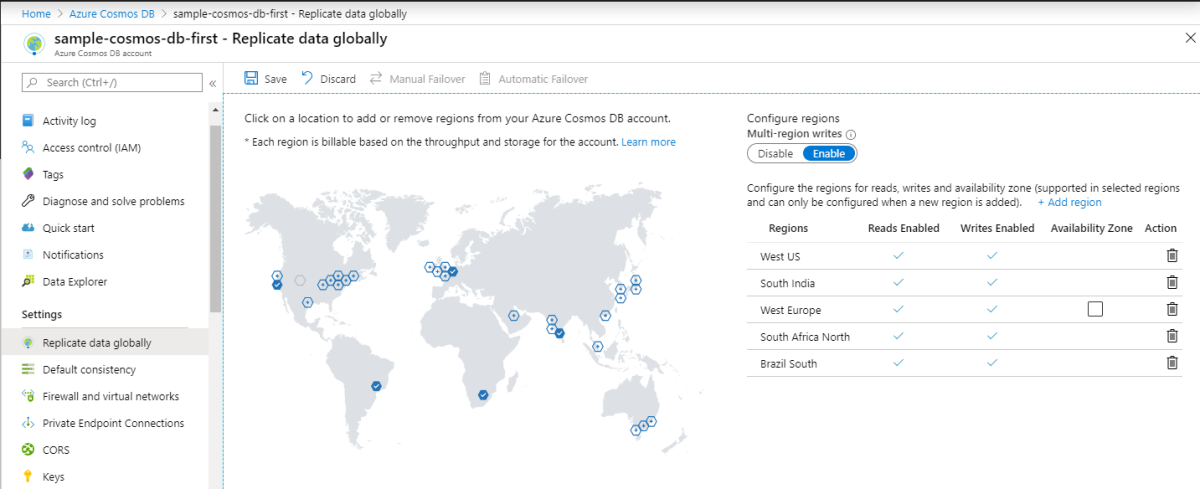 Home > Azure Cosmos DB > sample-cosmos-db-first - Replicate data globally
sample-cosmos-db-first - Replicate data globally
Azure Cosmos DB account
Search (Ctrl+/)
Activity log
Access control (IAM)
Tags
Diagnose and solve problems
Quick start
Notifications
Data Explorer
Settings
Replicate data globally
Default consistency
Firewall and virtual networks
Private Endpoint Connections
CORS
Keys
Save Discard Manual Failover Automatic Failover
Click on a location to add or remove regions from your Azure Cosmos DB account.
* Each region is billable based on the throughput and storage for the account. Learn more
Configure regions
Multi-region writes
Disable Enable
Configure the regions for reads, writes and availability zone (supported in selected regions
and can only be configured when a new region is added). + Add region
Regions Reads Enabled Writes Enabled Availability Zone Action
West US
South India
West Europe
South Africa North
Brazil South